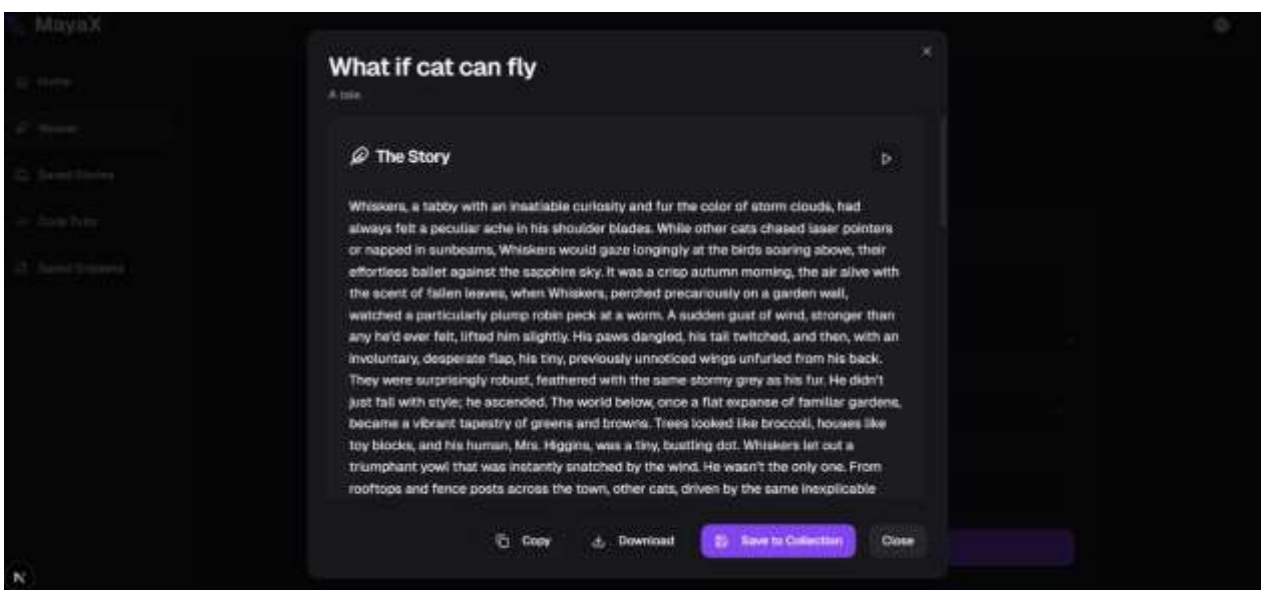 MayaX
Home
Saved Stories
What if cat can fly
A tale.
The Story
Whiskers, a tabby with an insatiable curiosity and fur the color of storm clouds, had
always felt a peculiar ache in his shoulder blades. While other cats chased laser pointers
or napped in sunbeams, Whiskers would gaze longingly at the birds soaring above, their
effortless ballet against the sapphire sky. It was a crisp autumn morning, the air alive with
the scent of fallen leaves, when Whiskers, perched precariously on a garden wall,
watched a particularly plump robin peck at a worm. A sudden gust of wind, stronger than
any he'd ever felt, lifted him slightly. His paws dangled, his tail twitched, and then, with an
involuntary, desperate flap, his tiny, previously unnoticed wings unfurled from his back.
They were surprisingly robust, feathered with the same stormy grey as his fur. He didn't
just fall with style; he ascended. The world below, once a flat expanse of familiar gardens,
became a vibrant tapestry of greens and browns. Trees looked like broccoli, houses like
toy blocks, and his human, Mrs. Higgins, was a tiny, bustling dot. Whiskers let out a
triumphant yowl that was instantly snatched by the wind. He wasn't the only one. From
rooftops and fence posts across the town, other cats, driven by the same inexplicable
Copy
Download
Save to Collection
Close
N